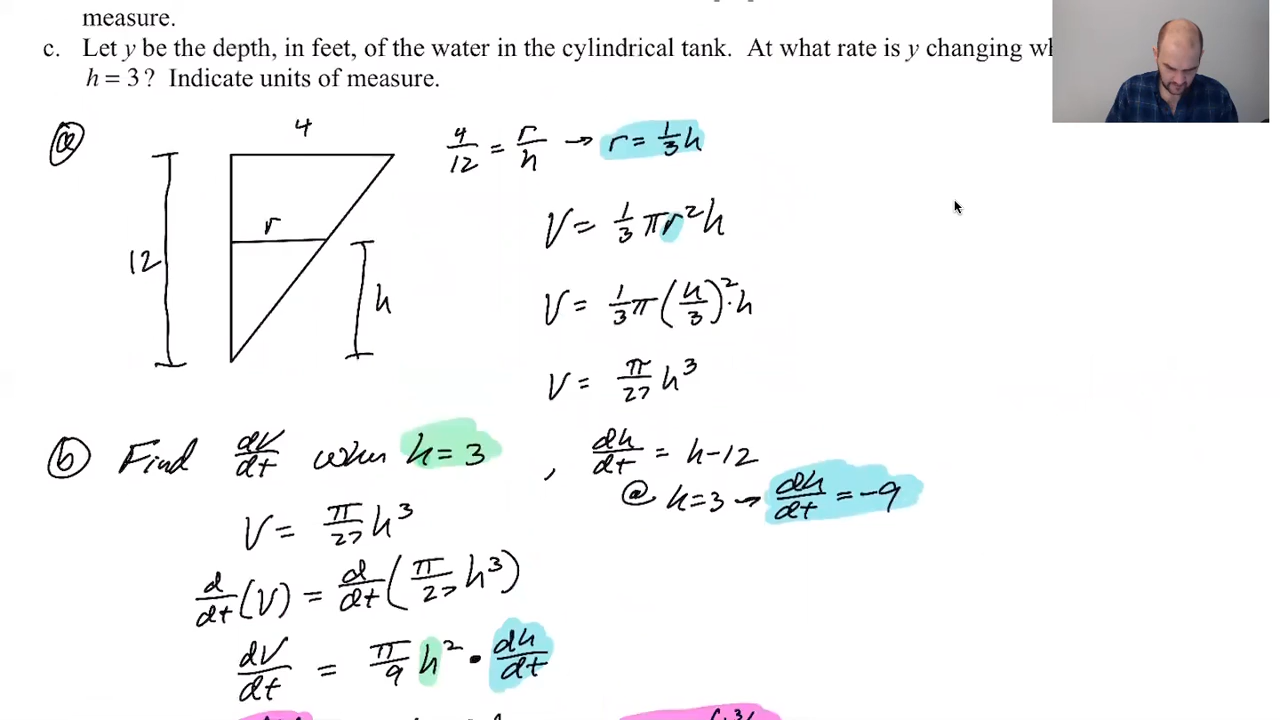 measure.
c. Let y be the depth, in feet, of the water in the cylindrical tank. At what rate is y changing
h = 3? Indicate units of measure.
ⓐ
4
12
r
h
4/12 = r/h → r = 1/3 h
V = 1/3 πr²h
V = 1/3 π(h/3)²·h
V = π/27 h³
ⓑ Find dV/dt when h = 3, dh/dt = h-12
@ h=3 → dh/dt = -9
V = π/27 h³
d/dt (V) = d/dt (π/27 h³)
dV/dt = π/9 h² • dh/dt